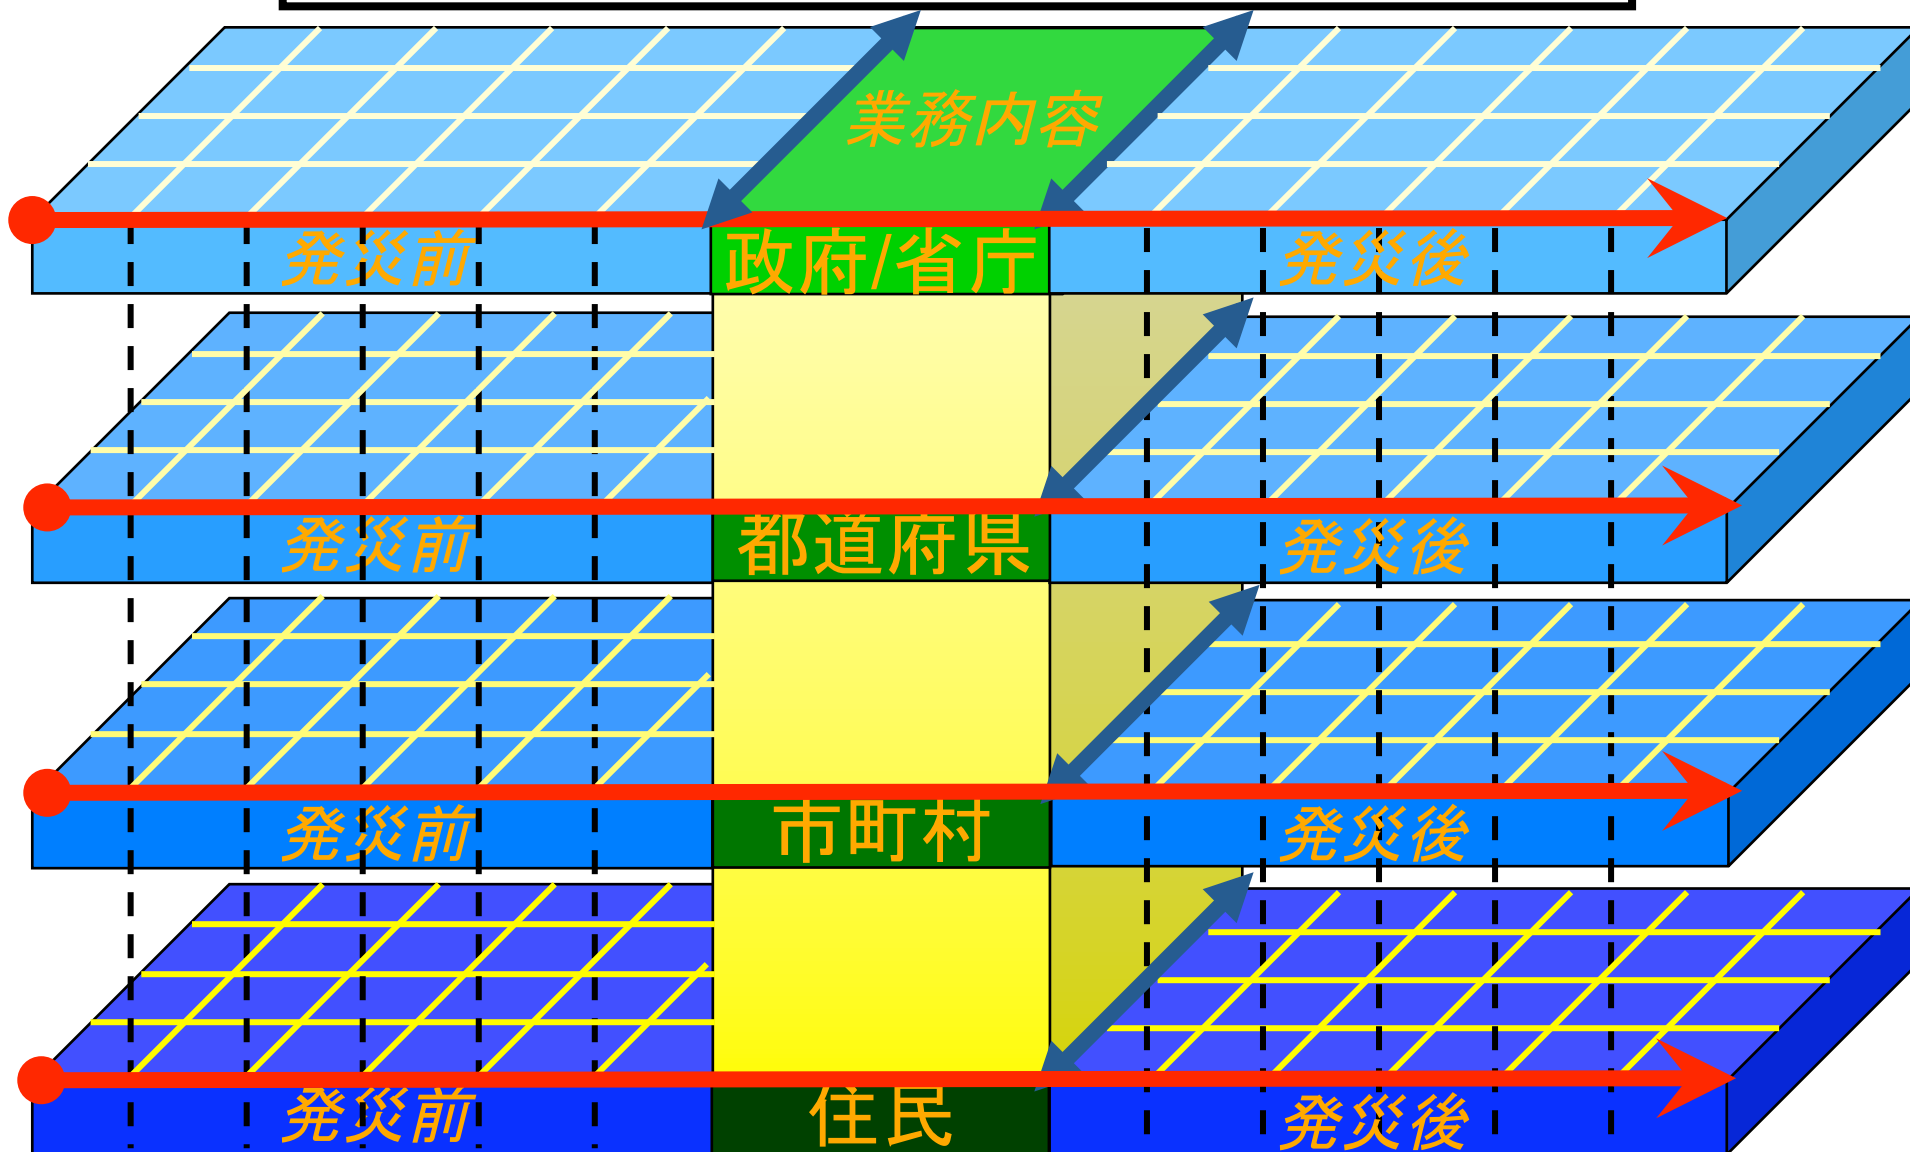 業務内容
発災前 政府/省庁 発災後
発災前 都道府県 発災後
発災前 市町村 発災後
発災前 住民 発災後